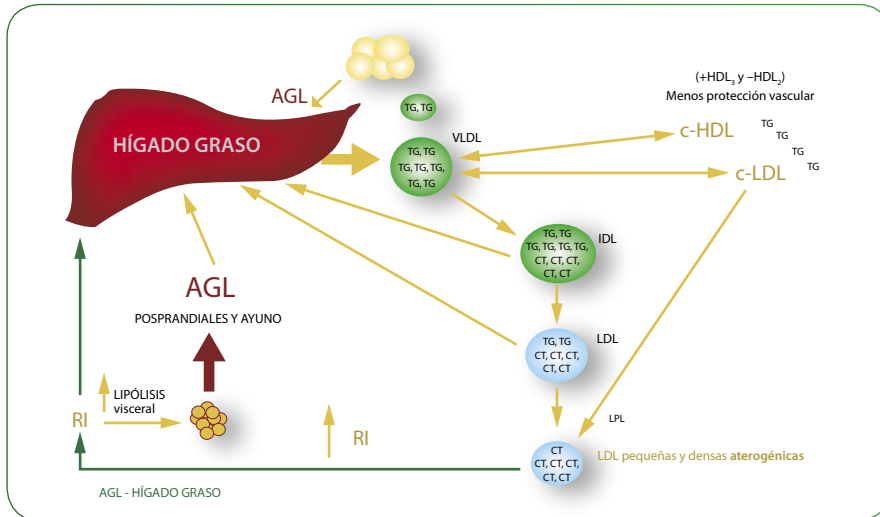 (+HDL₃ y –HDL₂)
Menos protección vascular
AGL
TG, TG
c-HDL
TG
TG
TG
TG
HÍGADO GRASO
VLDL
TG, TG
TG, TG, TG,
TG, TG
c-LDL
IDL
TG, TG
TG, TG, TG, TG,
CT, CT, CT,
CT, CT
AGL
POSPRANDIALES Y AYUNO
LDL
TG, TG
CT, CT, CT,
CT, CT
LIPÓLISIS
visceral
RI
RI
LPL
CT
CT, CT, CT,
CT, CT
LDL pequeñas y densas aterogénicas
AGL - HÍGADO GRASO